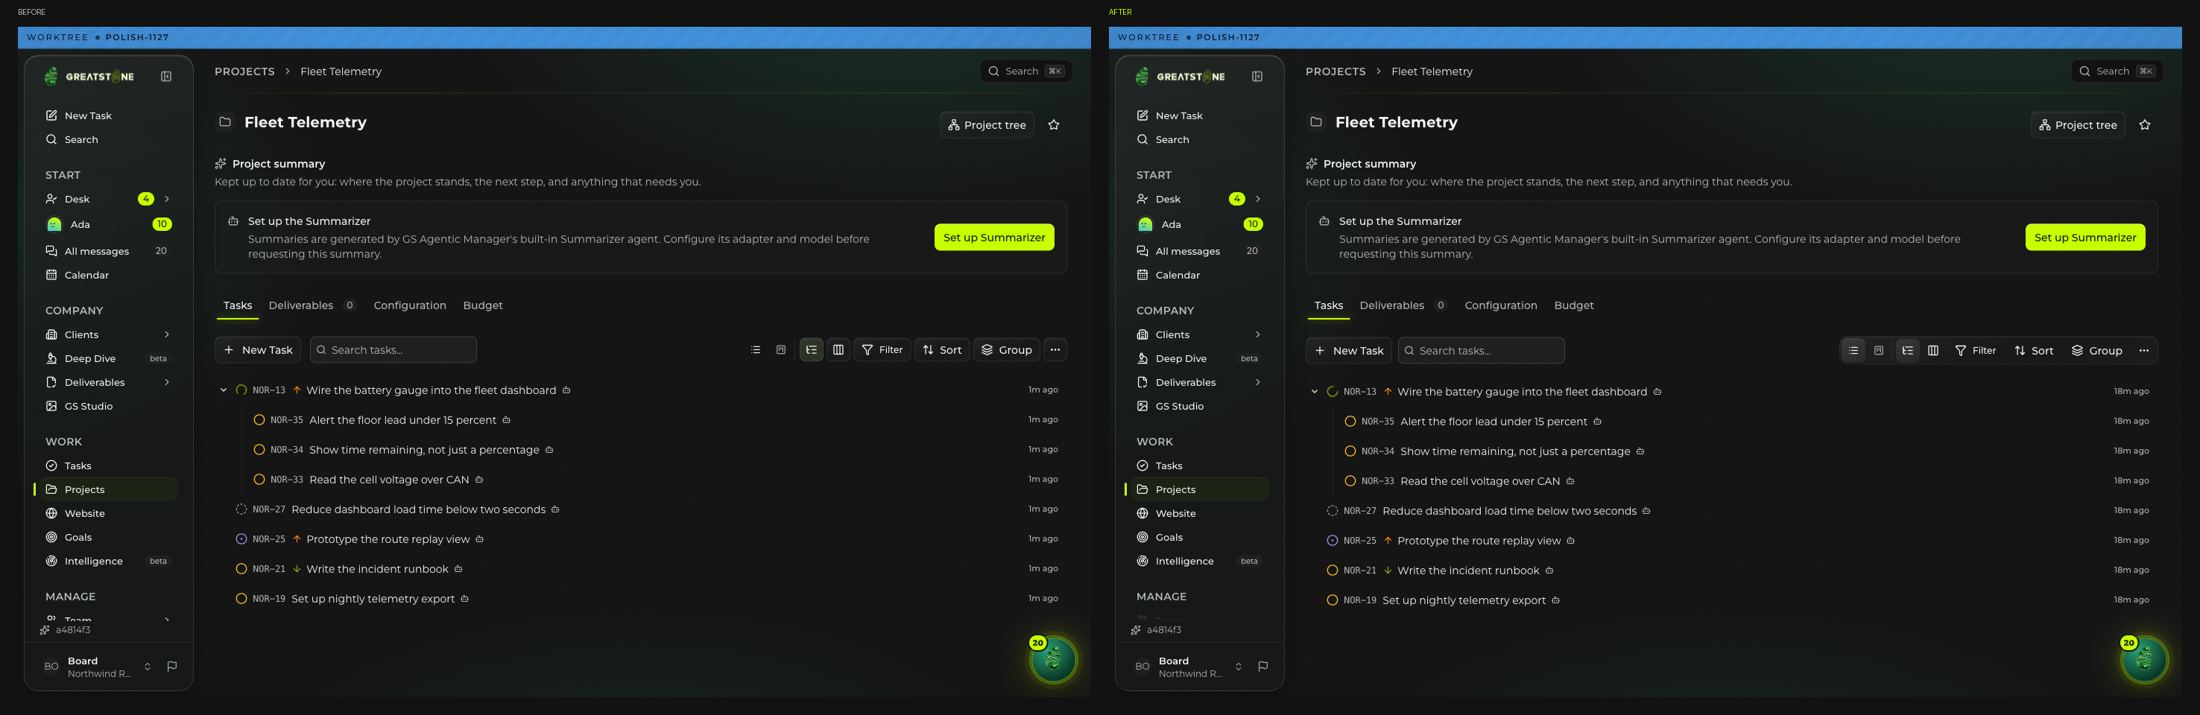 BEFORE
WORKTREE • POLISH-1127
GREATSTONE
PROJECTS > Fleet Telemetry
Search ⌘K
New Task
Search
START
Desk 4
Ada 10
All messages 20
Calendar
COMPANY
Clients
Deep Dive beta
Deliverables
GS Studio
WORK
Tasks
Projects
Website
Goals
Intelligence beta
MANAGE
Team
a4814f3
BO Board
Northwind R...
Fleet Telemetry
Project tree
Project summary
Kept up to date for you: where the project stands, the next step, and anything that needs you.
Set up the Summarizer
Summaries are generated by GS Agentic Manager's built-in Summarizer agent. Configure its adapter and model before
requesting this summary.
Set up Summarizer
Tasks Deliverables 0 Configuration Budget
+ New Task Search tasks... Filter Sort Group ...
NOR-13 ↑ Wire the battery gauge into the fleet dashboard 1m ago
NOR-35 Alert the floor lead under 15 percent 1m ago
NOR-34 Show time remaining, not just a percentage 1m ago
NOR-33 Read the cell voltage over CAN 1m ago
NOR-27 Reduce dashboard load time below two seconds 1m ago
NOR-25 ↑ Prototype the route replay view 1m ago
NOR-21 ↓ Write the incident runbook 1m ago
NOR-19 Set up nightly telemetry export 1m ago
20
AFTER
WORKTREE • POLISH-1127
GREATSTONE
PROJECTS > Fleet Telemetry
Search ⌘K
New Task
Search
START
Desk 4
Ada 10
All messages 20
Calendar
COMPANY
Clients
Deep Dive beta
Deliverables
GS Studio
WORK
Tasks
Projects
Website
Goals
Intelligence beta
MANAGE
Team
a4814f3
BO Board
Northwind R...
Fleet Telemetry
Project tree
Project summary
Kept up to date for you: where the project stands, the next step, and anything that needs you.
Set up the Summarizer
Summaries are generated by GS Agentic Manager's built-in Summarizer agent. Configure its adapter and model before
requesting this summary.
Set up Summarizer
Tasks Deliverables 0 Configuration Budget
+ New Task Search tasks... Filter Sort Group ...
NOR-13 ↑ Wire the battery gauge into the fleet dashboard 18m ago
NOR-35 Alert the floor lead under 15 percent 18m ago
NOR-34 Show time remaining, not just a percentage 18m ago
NOR-33 Read the cell voltage over CAN 18m ago
NOR-27 Reduce dashboard load time below two seconds 18m ago
NOR-25 ↑ Prototype the route replay view 18m ago
NOR-21 ↓ Write the incident runbook 18m ago
NOR-19 Set up nightly telemetry export 18m ago
20